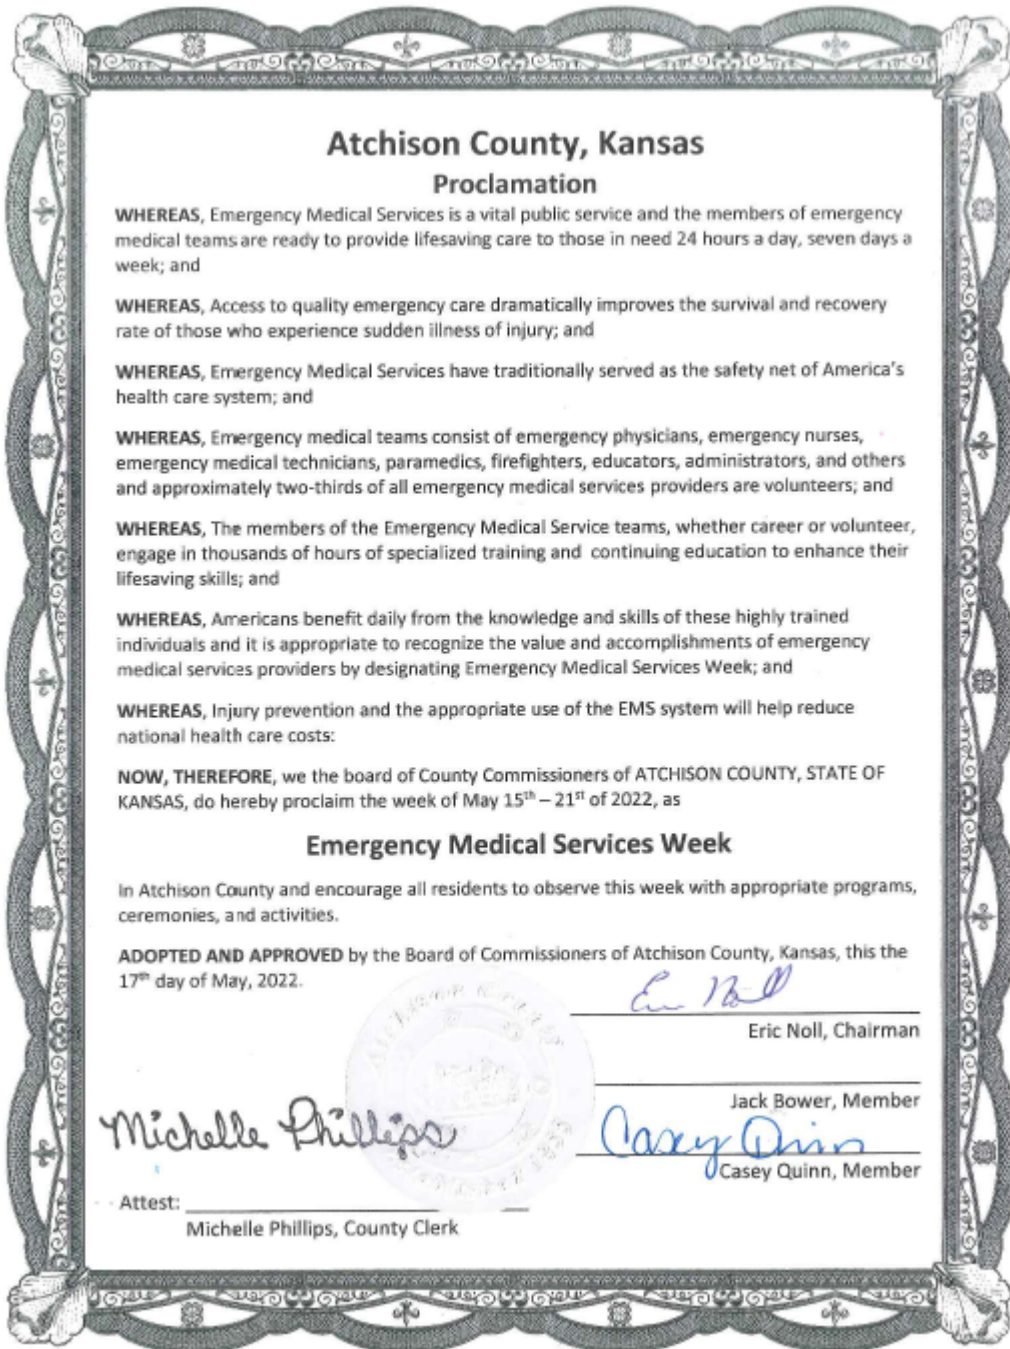 Atchison County, Kansas
Proclamation
WHEREAS, Emergency Medical Services is a vital public service and the members of emergency
medical teams are ready to provide lifesaving care to those in need 24 hours a day, seven days a
week; and
WHEREAS, Access to quality emergency care dramatically improves the survival and recovery
rate of those who experience sudden illness of injury; and
WHEREAS, Emergency Medical Services have traditionally served as the safety net of America's
health care system; and
WHEREAS, Emergency medical teams consist of emergency physicians, emergency nurses,
emergency medical technicians, paramedics, firefighters, educators, administrators, and others
and approximately two-thirds of all emergency medical services providers are volunteers; and
WHEREAS, The members of the Emergency Medical Service teams, whether career or volunteer,
engage in thousands of hours of specialized training and continuing education to enhance their
lifesaving skills; and
WHEREAS, Americans benefit daily from the knowledge and skills of these highly trained
individuals and it is appropriate to recognize the value and accomplishments of emergency
medical services providers by designating Emergency Medical Services Week; and
WHEREAS, Injury prevention and the appropriate use of the EMS system will help reduce
national health care costs:
NOW, THEREFORE, we the board of County Commissioners of ATCHISON COUNTY, STATE OF
KANSAS, do hereby proclaim the week of May 15th – 21st of 2022, as
Emergency Medical Services Week
In Atchison County and encourage all residents to observe this week with appropriate programs,
ceremonies, and activities.
ADOPTED AND APPROVED by the Board of Commissioners of Atchison County, Kansas, this the
17th day of May, 2022.
Eric Noll
Eric Noll, Chairman
Jack Bower, Member
Michelle Phillips
Casey Quinn
Casey Quinn, Member
Attest:
Michelle Phillips, County Clerk